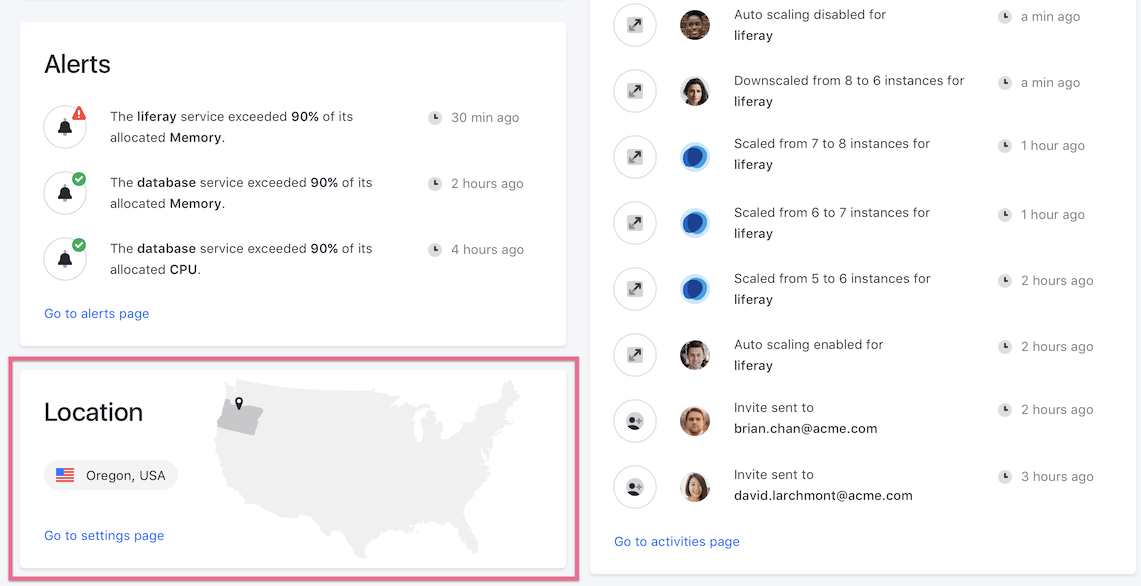 Alerts
The liferay service exceeded 90% of its
allocated Memory.
30 min ago
The database service exceeded 90% of its
allocated Memory.
2 hours ago
The database service exceeded 90% of its
allocated CPU.
4 hours ago
Go to alerts page
Location
Oregon, USA
Go to settings page
Auto scaling disabled for
liferay
a min ago
Downscaled from 8 to 6 instances for
liferay
a min ago
Scaled from 7 to 8 instances for
liferay
1 hour ago
Scaled from 6 to 7 instances for
liferay
1 hour ago
Scaled from 5 to 6 instances for
liferay
2 hours ago
Auto scaling enabled for
liferay
2 hours ago
Invite sent to
brian.chan@acme.com
2 hours ago
Invite sent to
david.larchmont@acme.com
3 hours ago
Go to activities page